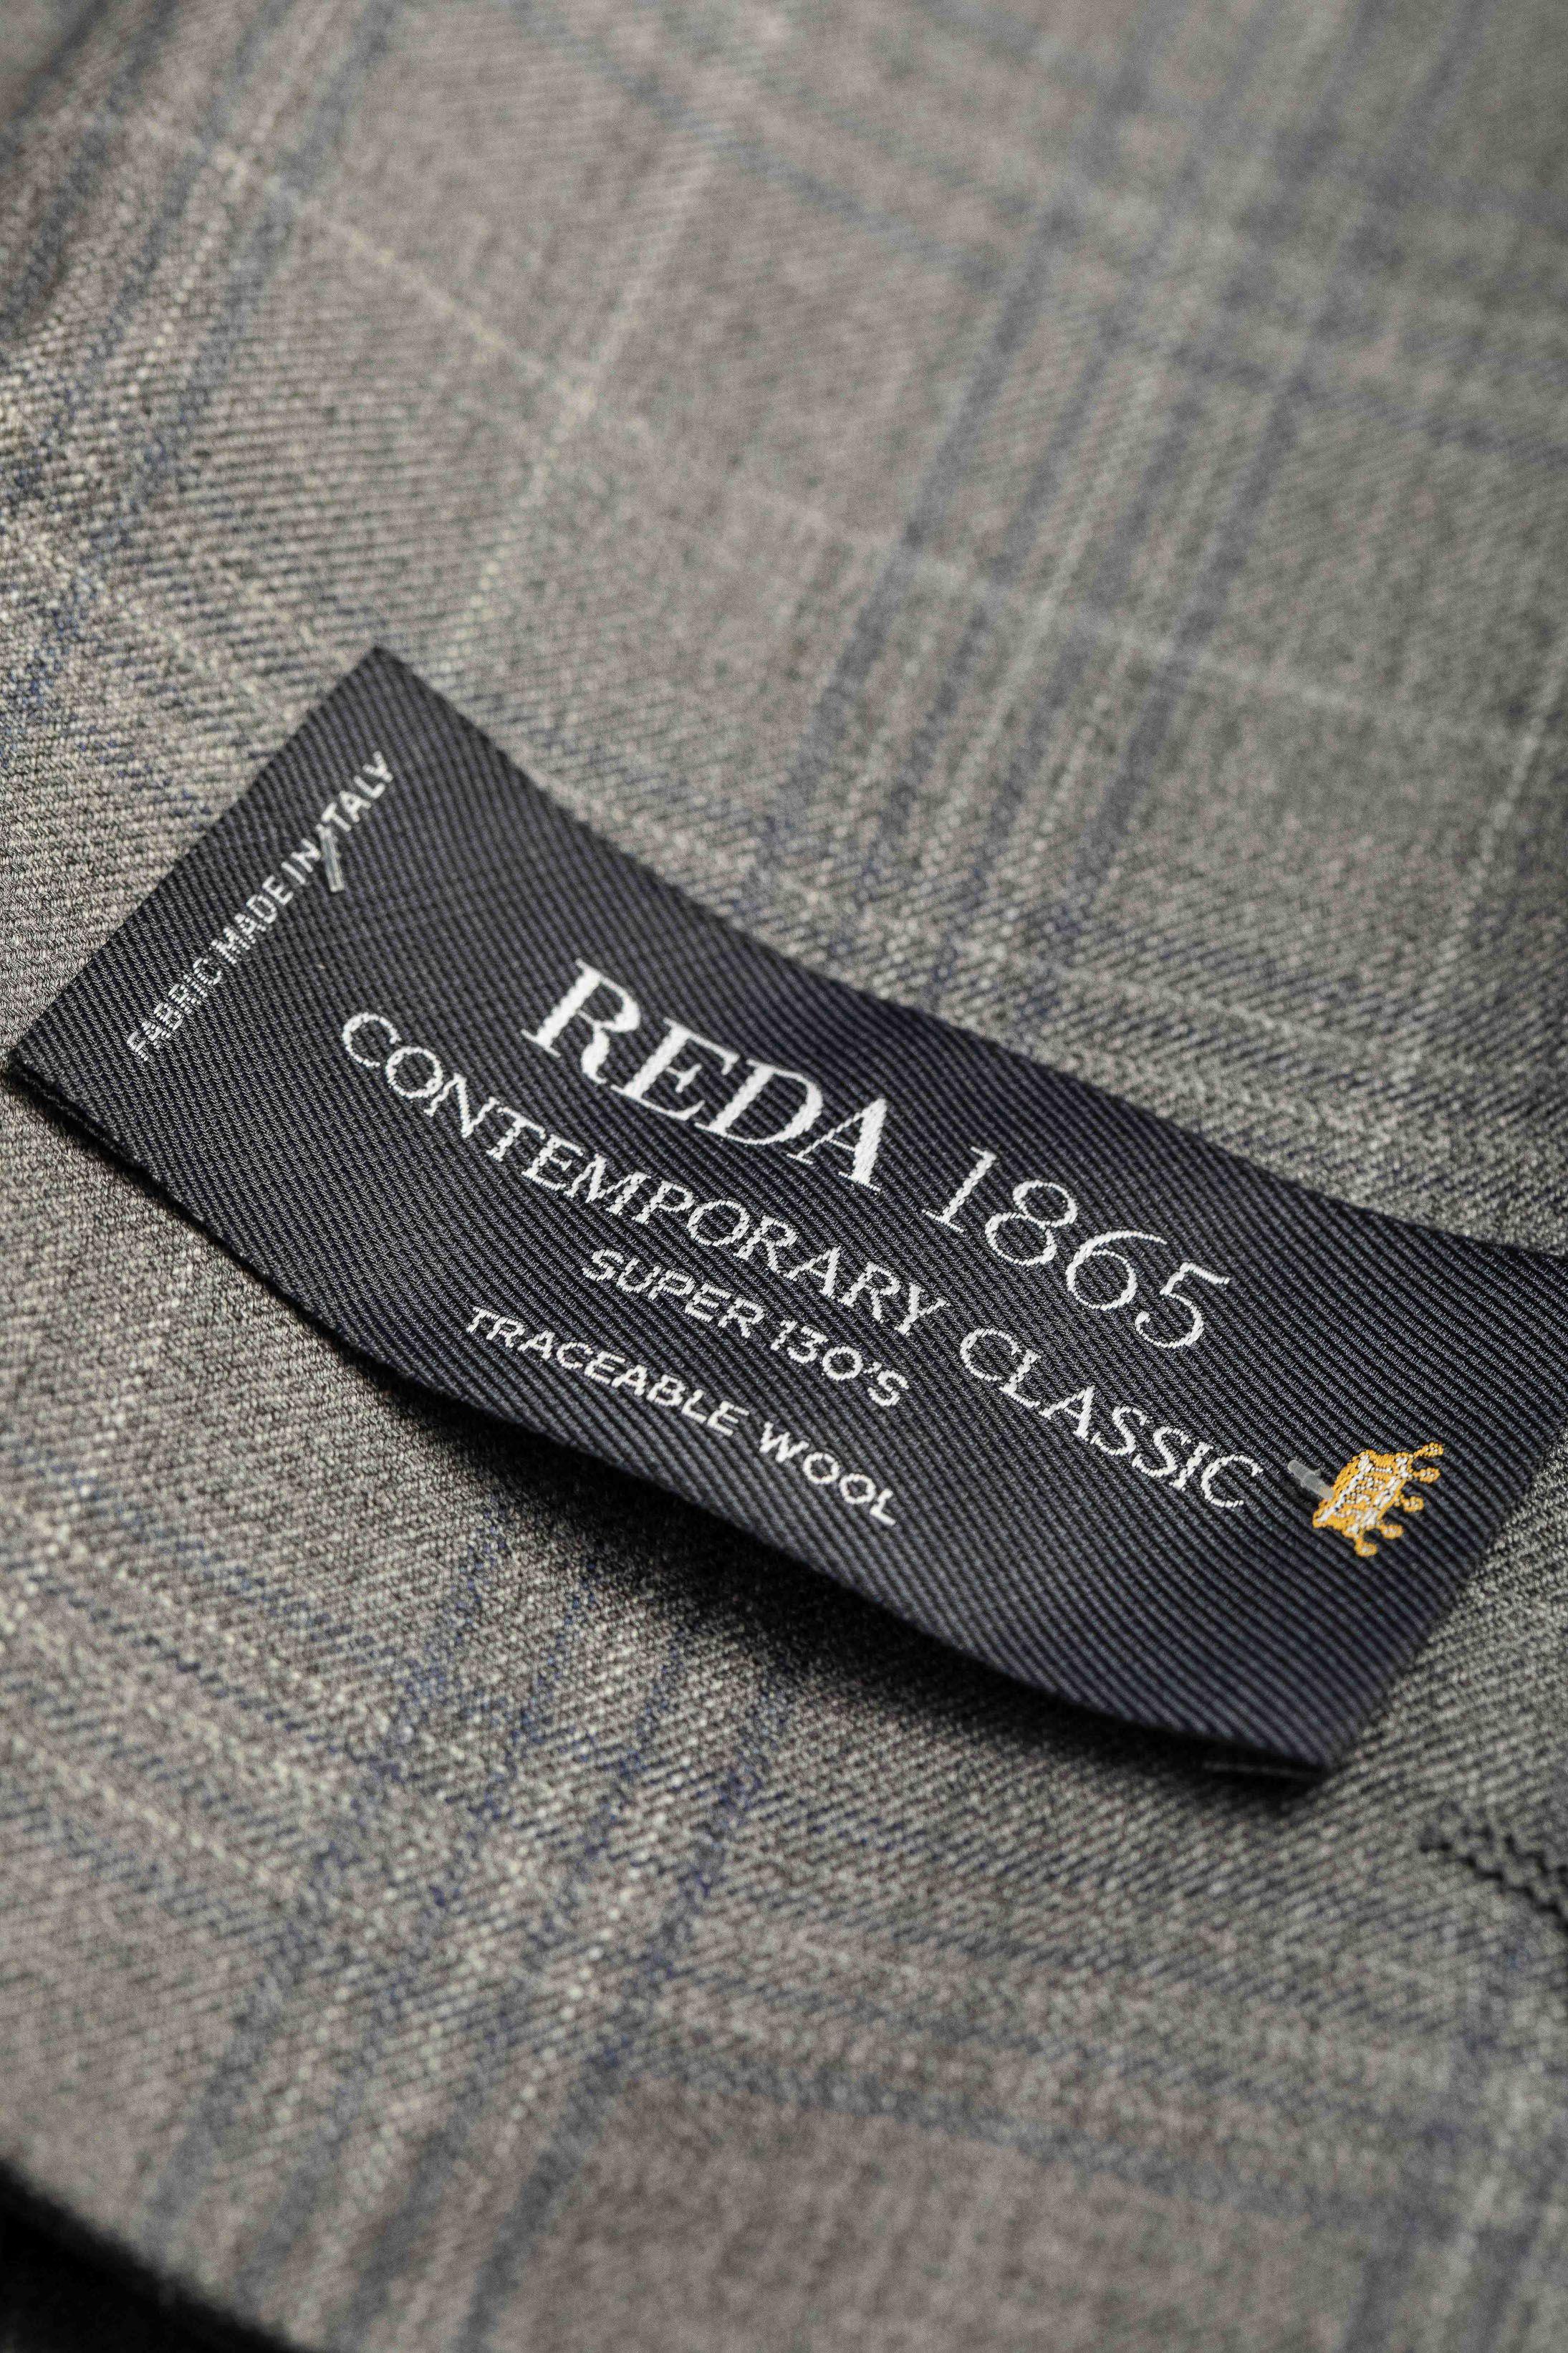 FABRIC MADE IN ITALY
REDA 1865
CONTEMPORARY CLASSIC
SUPER 130'S
TRACEABLE WOOL